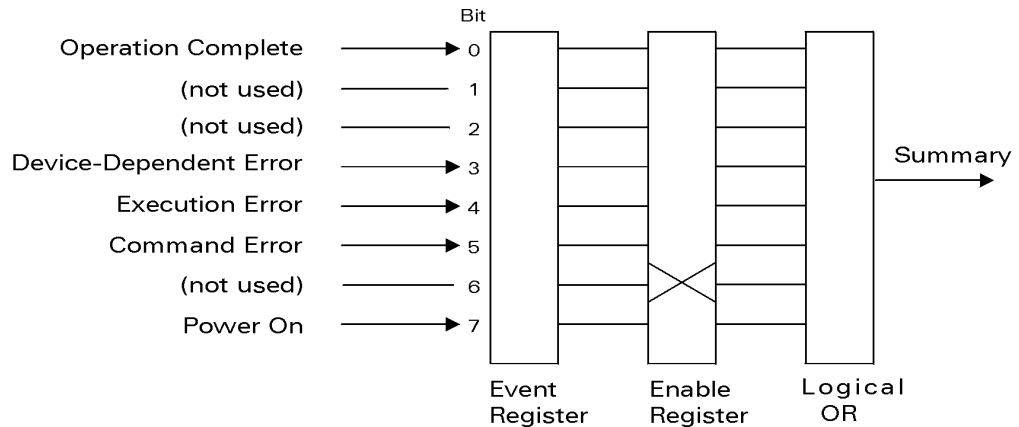 Bit
Operation Complete 0
(not used) 1
(not used) 2
Device-Dependent Error 3
Execution Error 4
Command Error 5
(not used) 6
Power On 7
Summary
Event
Register
Enable
Register
Logical
OR